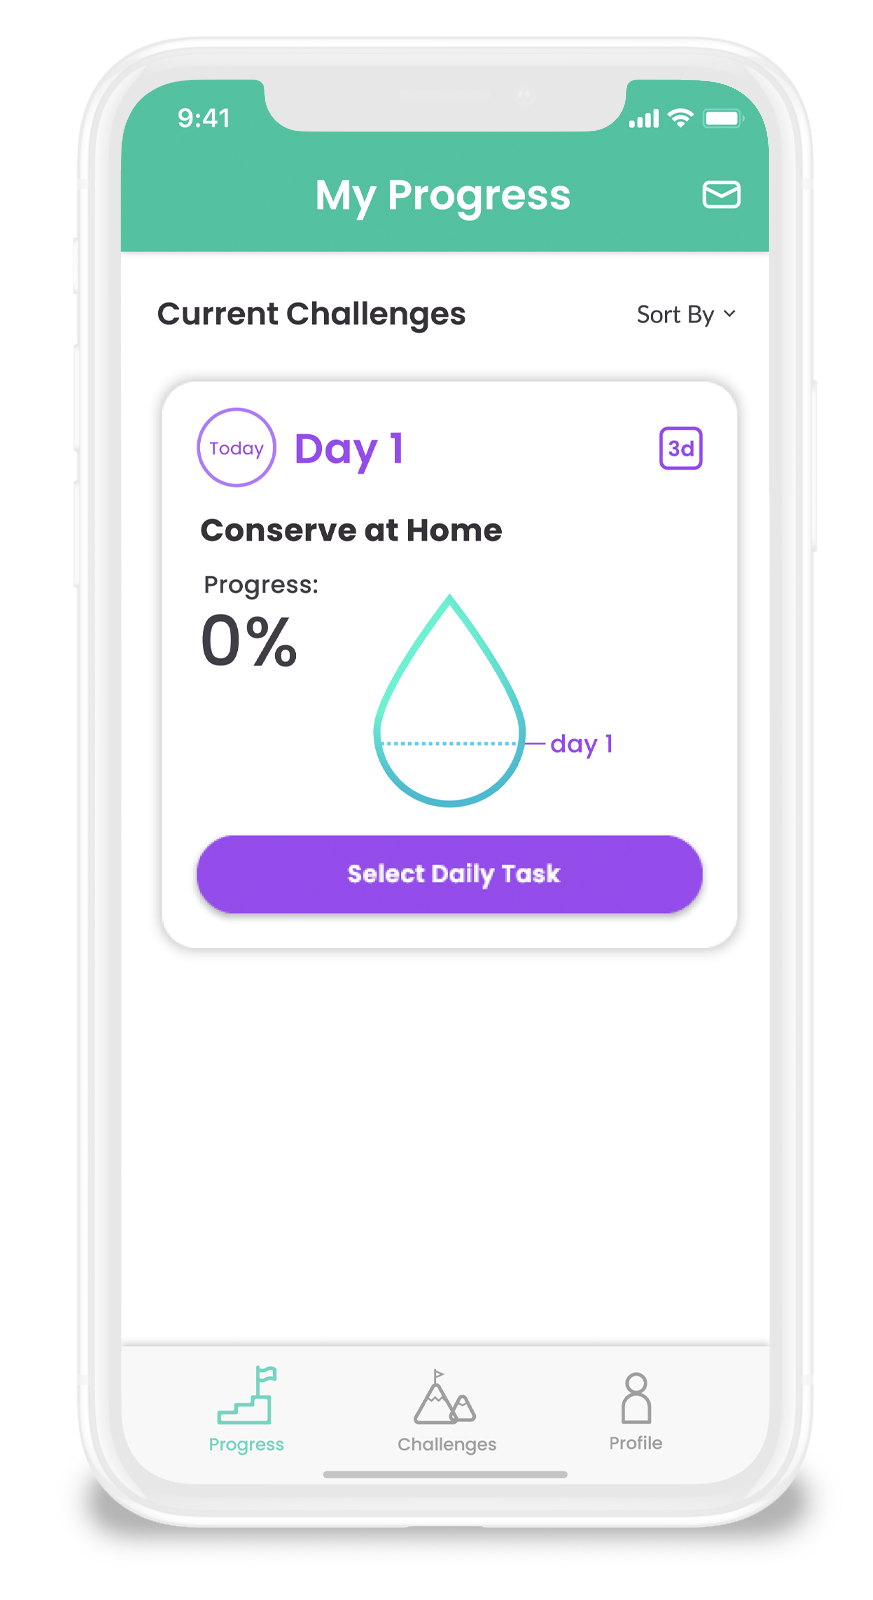 9:41
My Progress
Current Challenges
Sort By
Today
Day 1
3d
Conserve at Home
Progress:
0%
day 1
Select Daily Task
Progress
Challenges
Profile